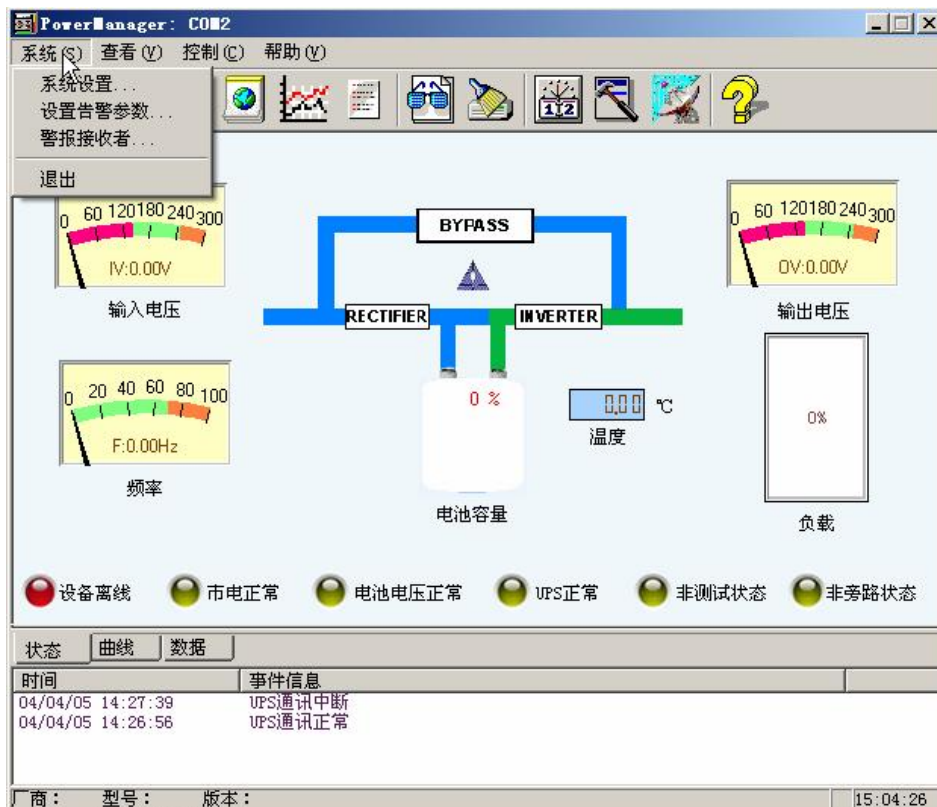 PowerManager: COM2
系统(S) 查看(V) 控制(C) 帮助(V)
系统设置...
设置告警参数...
警报接收者...
退出
0 60 120 180 240 300
IV:0.00V
输入电压
BYPASS
RECTIFIER
INVERTER
0 60 120 180 240 300
OV:0.00V
输出电压
0 20 40 60 80 100
F:0.00Hz
频率
0 %
电池容量
0.00 ℃
温度
0%
负载
设备离线 市电正常 电池电压正常 UPS正常 非测试状态 非旁路状态
状态 曲线 数据
时间 事件信息
04/04/05 14:27:39 UPS通讯中断
04/04/05 14:26:56 UPS通讯正常
厂商： 型号： 版本： 15:04:26